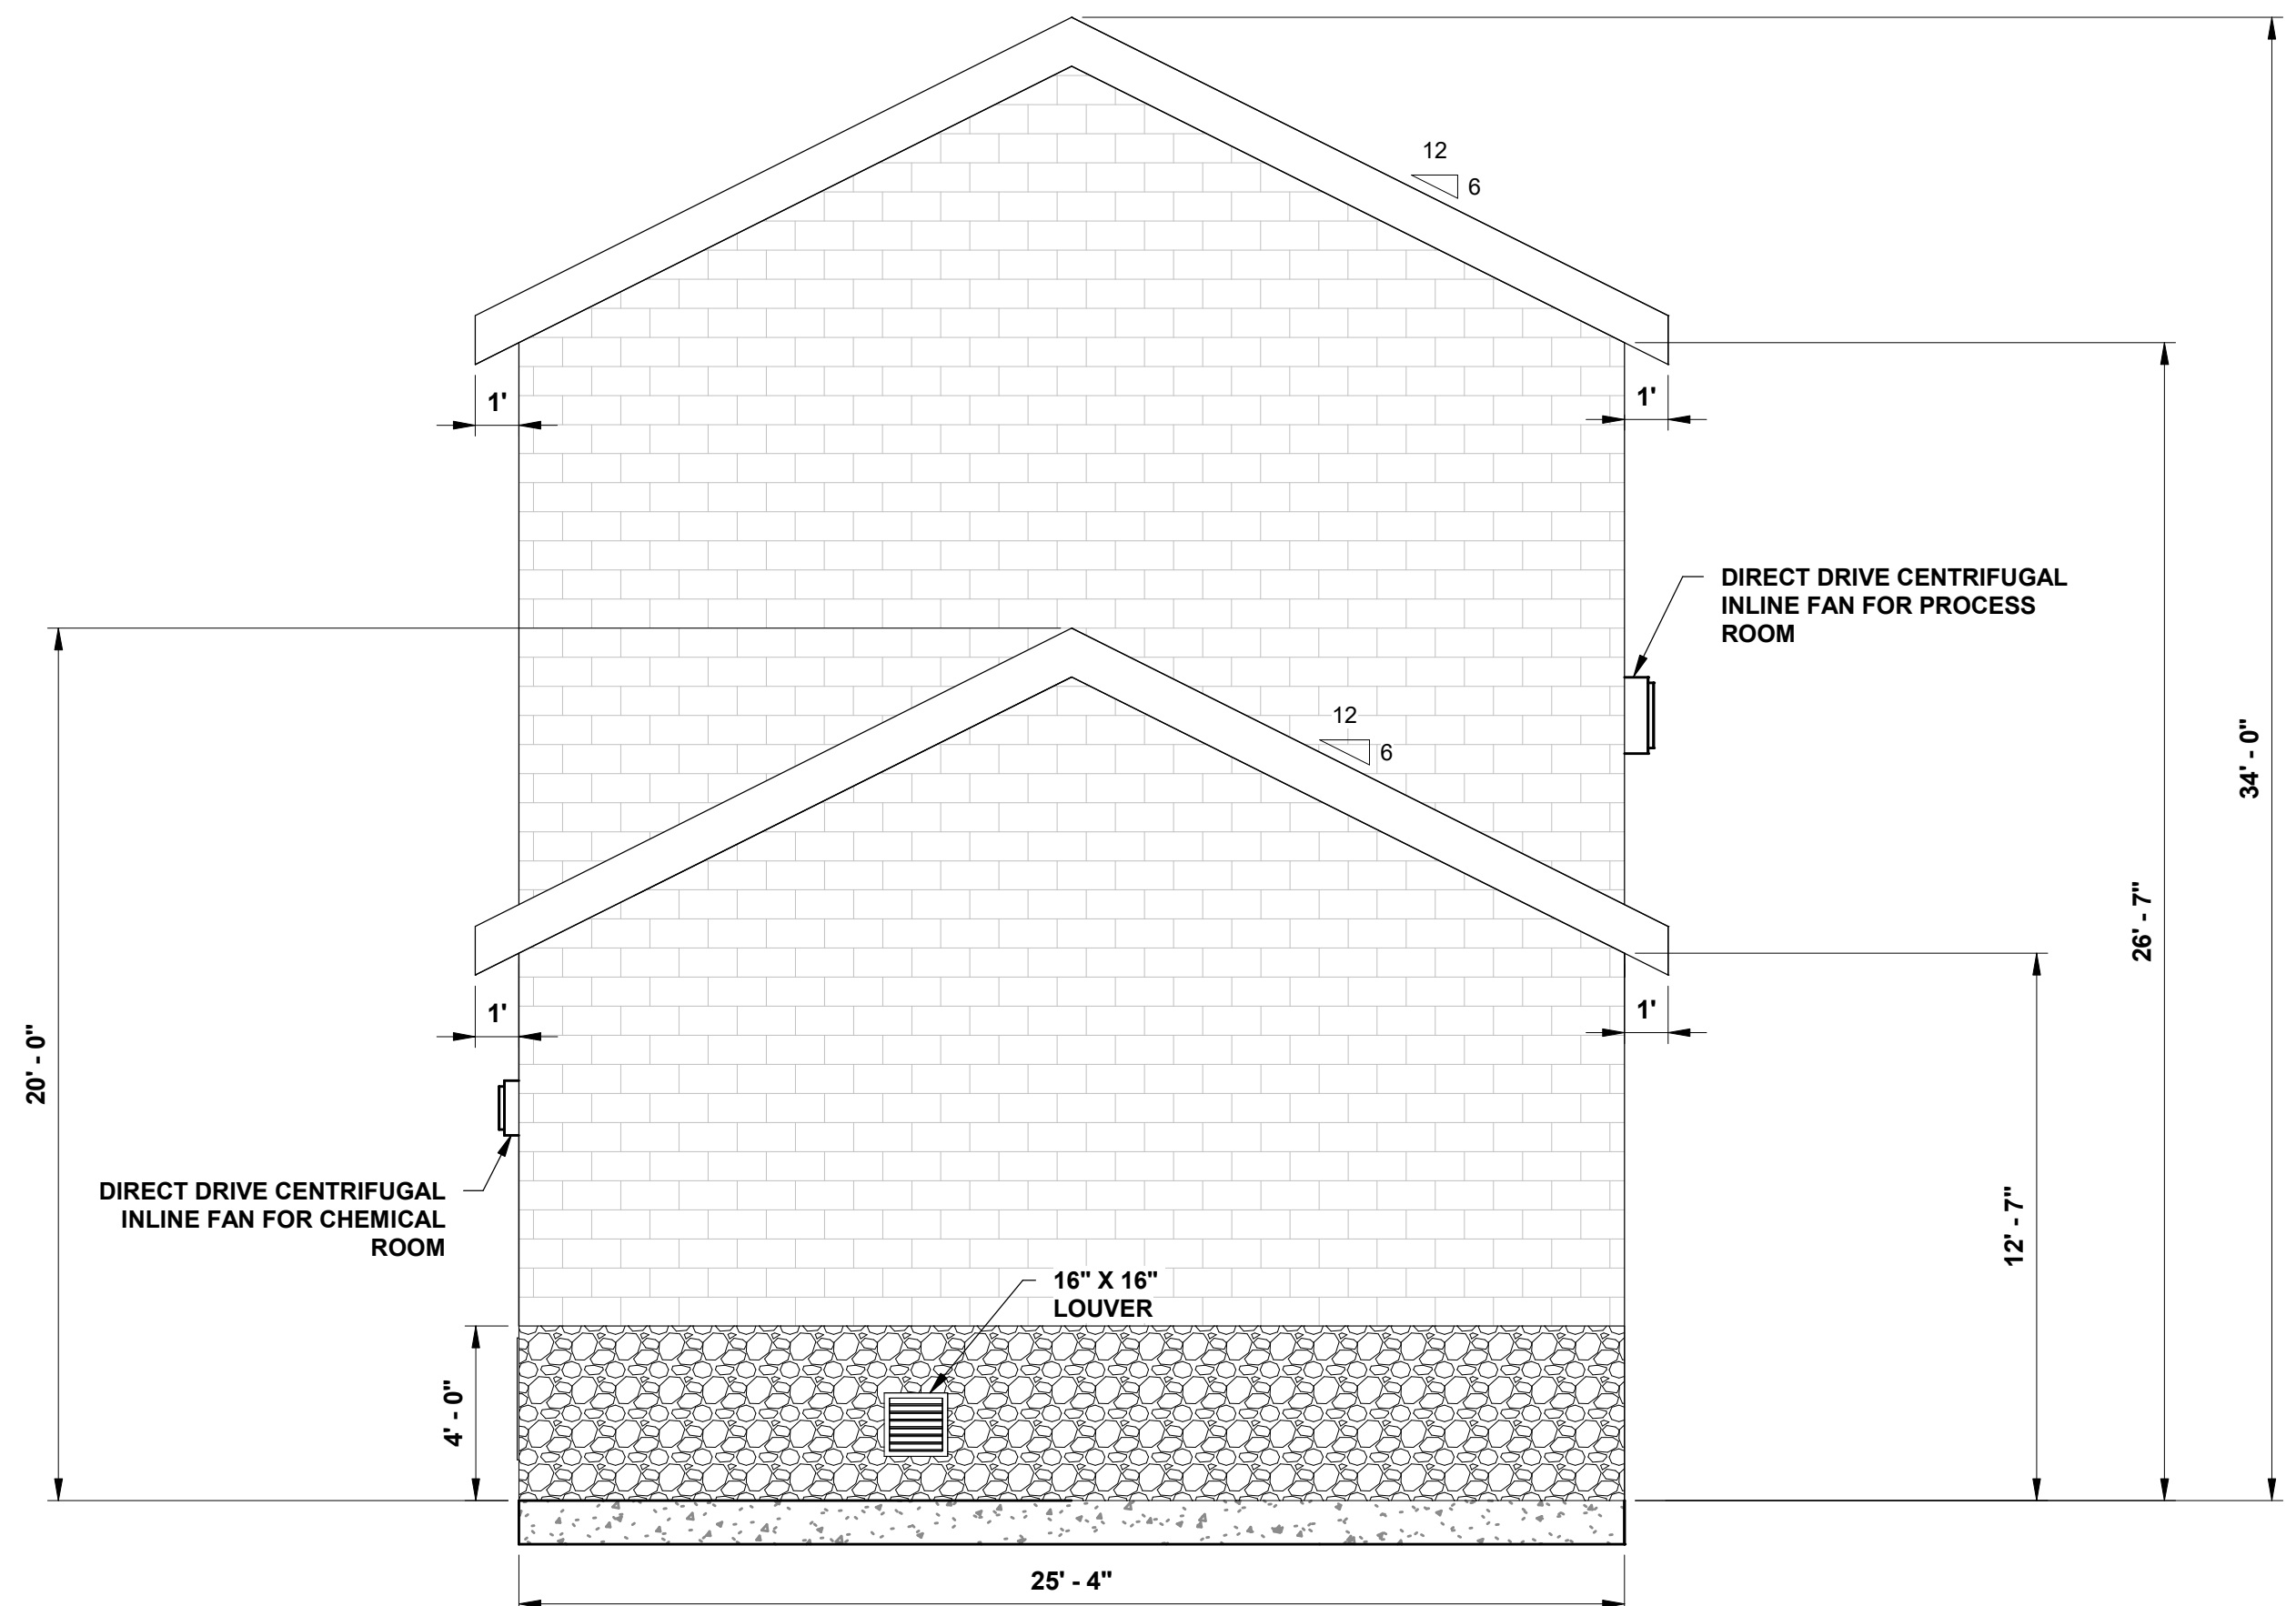 12
6
1'
1'
DIRECT DRIVE CENTRIFUGAL
INLINE FAN FOR PROCESS
ROOM
34' - 0"
12
6
26' - 7"
1'
1'
20' - 0"
DIRECT DRIVE CENTRIFUGAL
INLINE FAN FOR CHEMICAL
ROOM
12' - 7"
16" X 16"
LOUVER
4' - 0"
25' - 4"